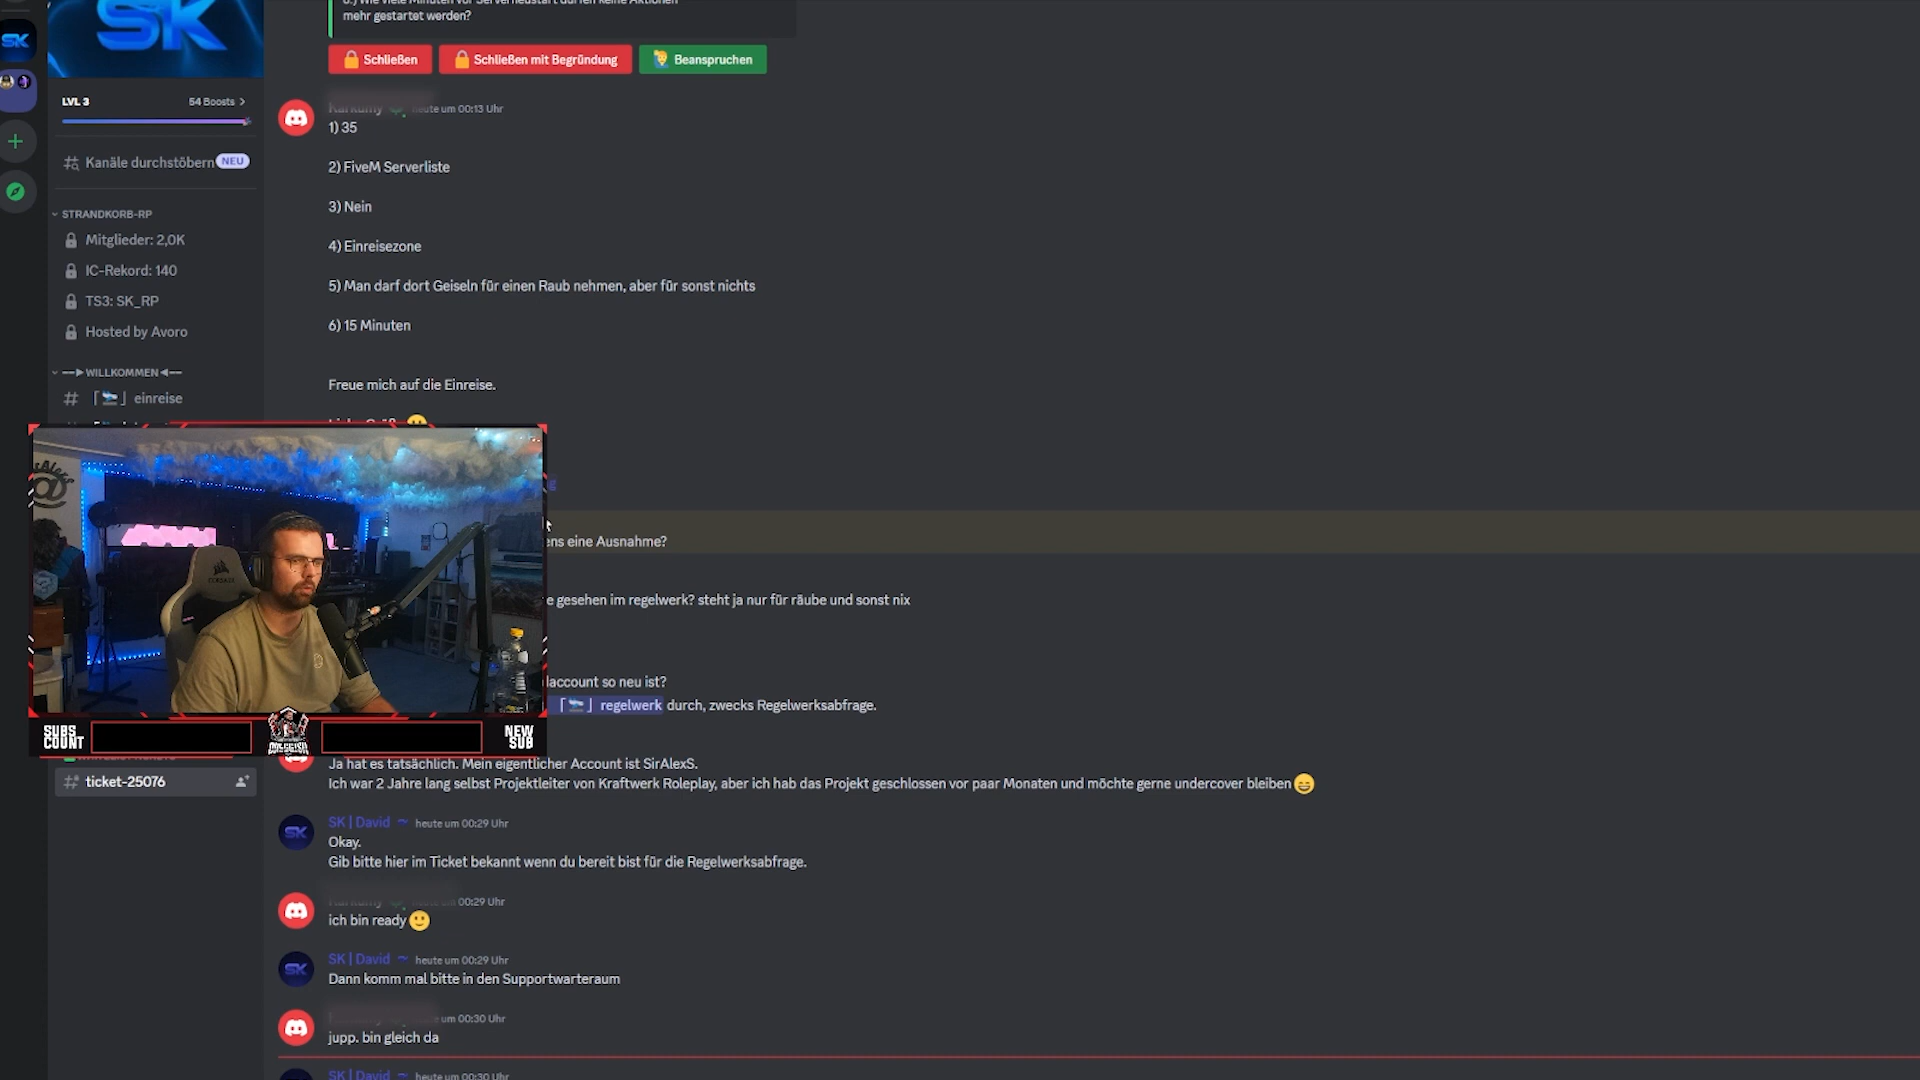 SK
SK
mehr gestartet werden?
Schließen
Schließen mit Begründung
Beanspruchen
LVL 3
54 Boosts
heute um 00:13 Uhr
1) 35
Kanäle durchstöbern
NEU
2) FiveM Serverliste
3) Nein
STRANDKORB-RP
Mitglieder: 2,0K
4) Einreisezone
IC-Rekord: 140
5) Man darf dort Geiseln für einen Raub nehmen, aber für sonst nichts
TS3: SK_RP
6) 15 Minuten
Hosted by Avoro
WILLKOMMEN
Freue mich auf die Einreise.
einreise
eine Ausnahme?
gesehen im regelwerk? steht ja nur für räube und sonst nix
so neu ist?
regelwerk durch, zwecks Regelwerksabfrage.
SUBS COUNT
NEW SUB
Ja hat es tatsächlich. Mein eigentlicher Account ist SirAlexS.
ticket-25076
Ich war 2 Jahre lang selbst Projektleiter von Kraftwerk Roleplay, aber ich hab das Projekt geschlossen vor paar Monaten und möchte gerne undercover bleiben
SK | David ~ heute um 00:29 Uhr
SK
Okay.
Gib bitte hier im Ticket bekannt wenn du bereit bist für die Regelwerksabfrage.
00:29 Uhr
ich bin ready
SK | David ~ heute um 00:29 Uhr
SK
Dann komm mal bitte in den Supportwarteraum
um 00:30 Uhr
jupp. bin gleich da
SK | David ~ heute um 00:30 Uhr